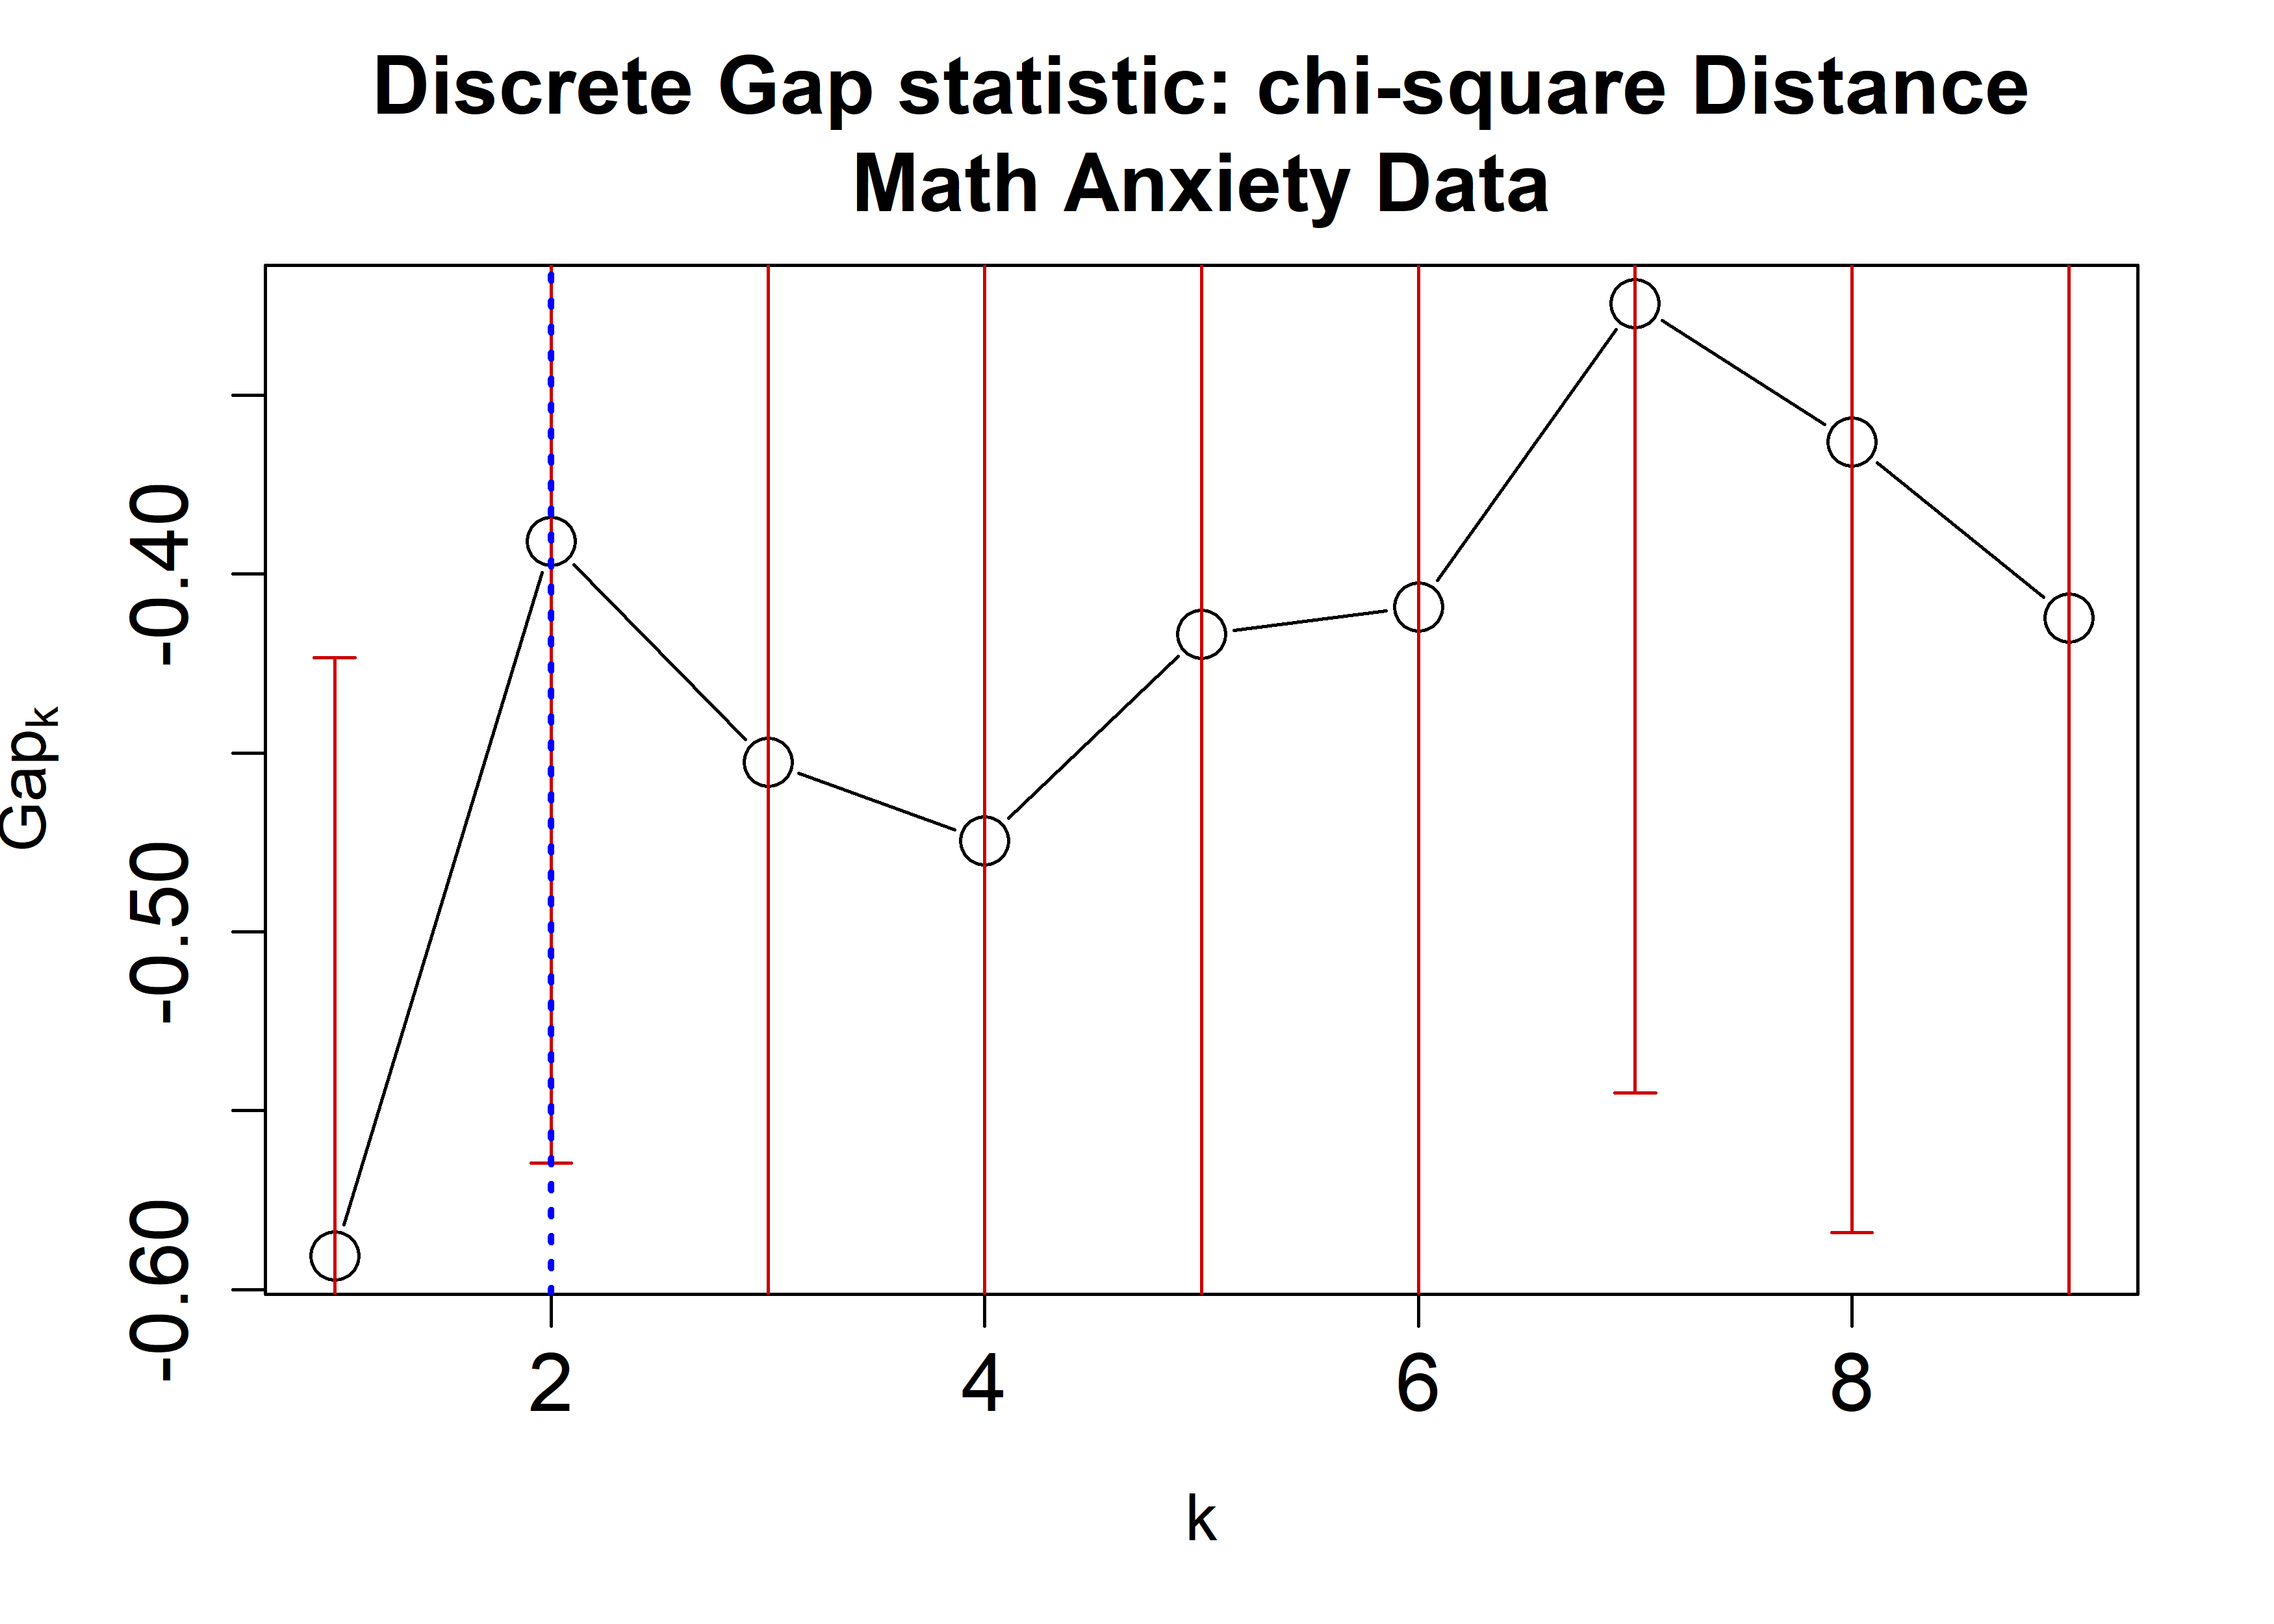 Discrete Gap statistic: chi-square Distance
Math Anxiety Data
Gapk
-0.40
-0.50
-0.60
2 4 6 8
k